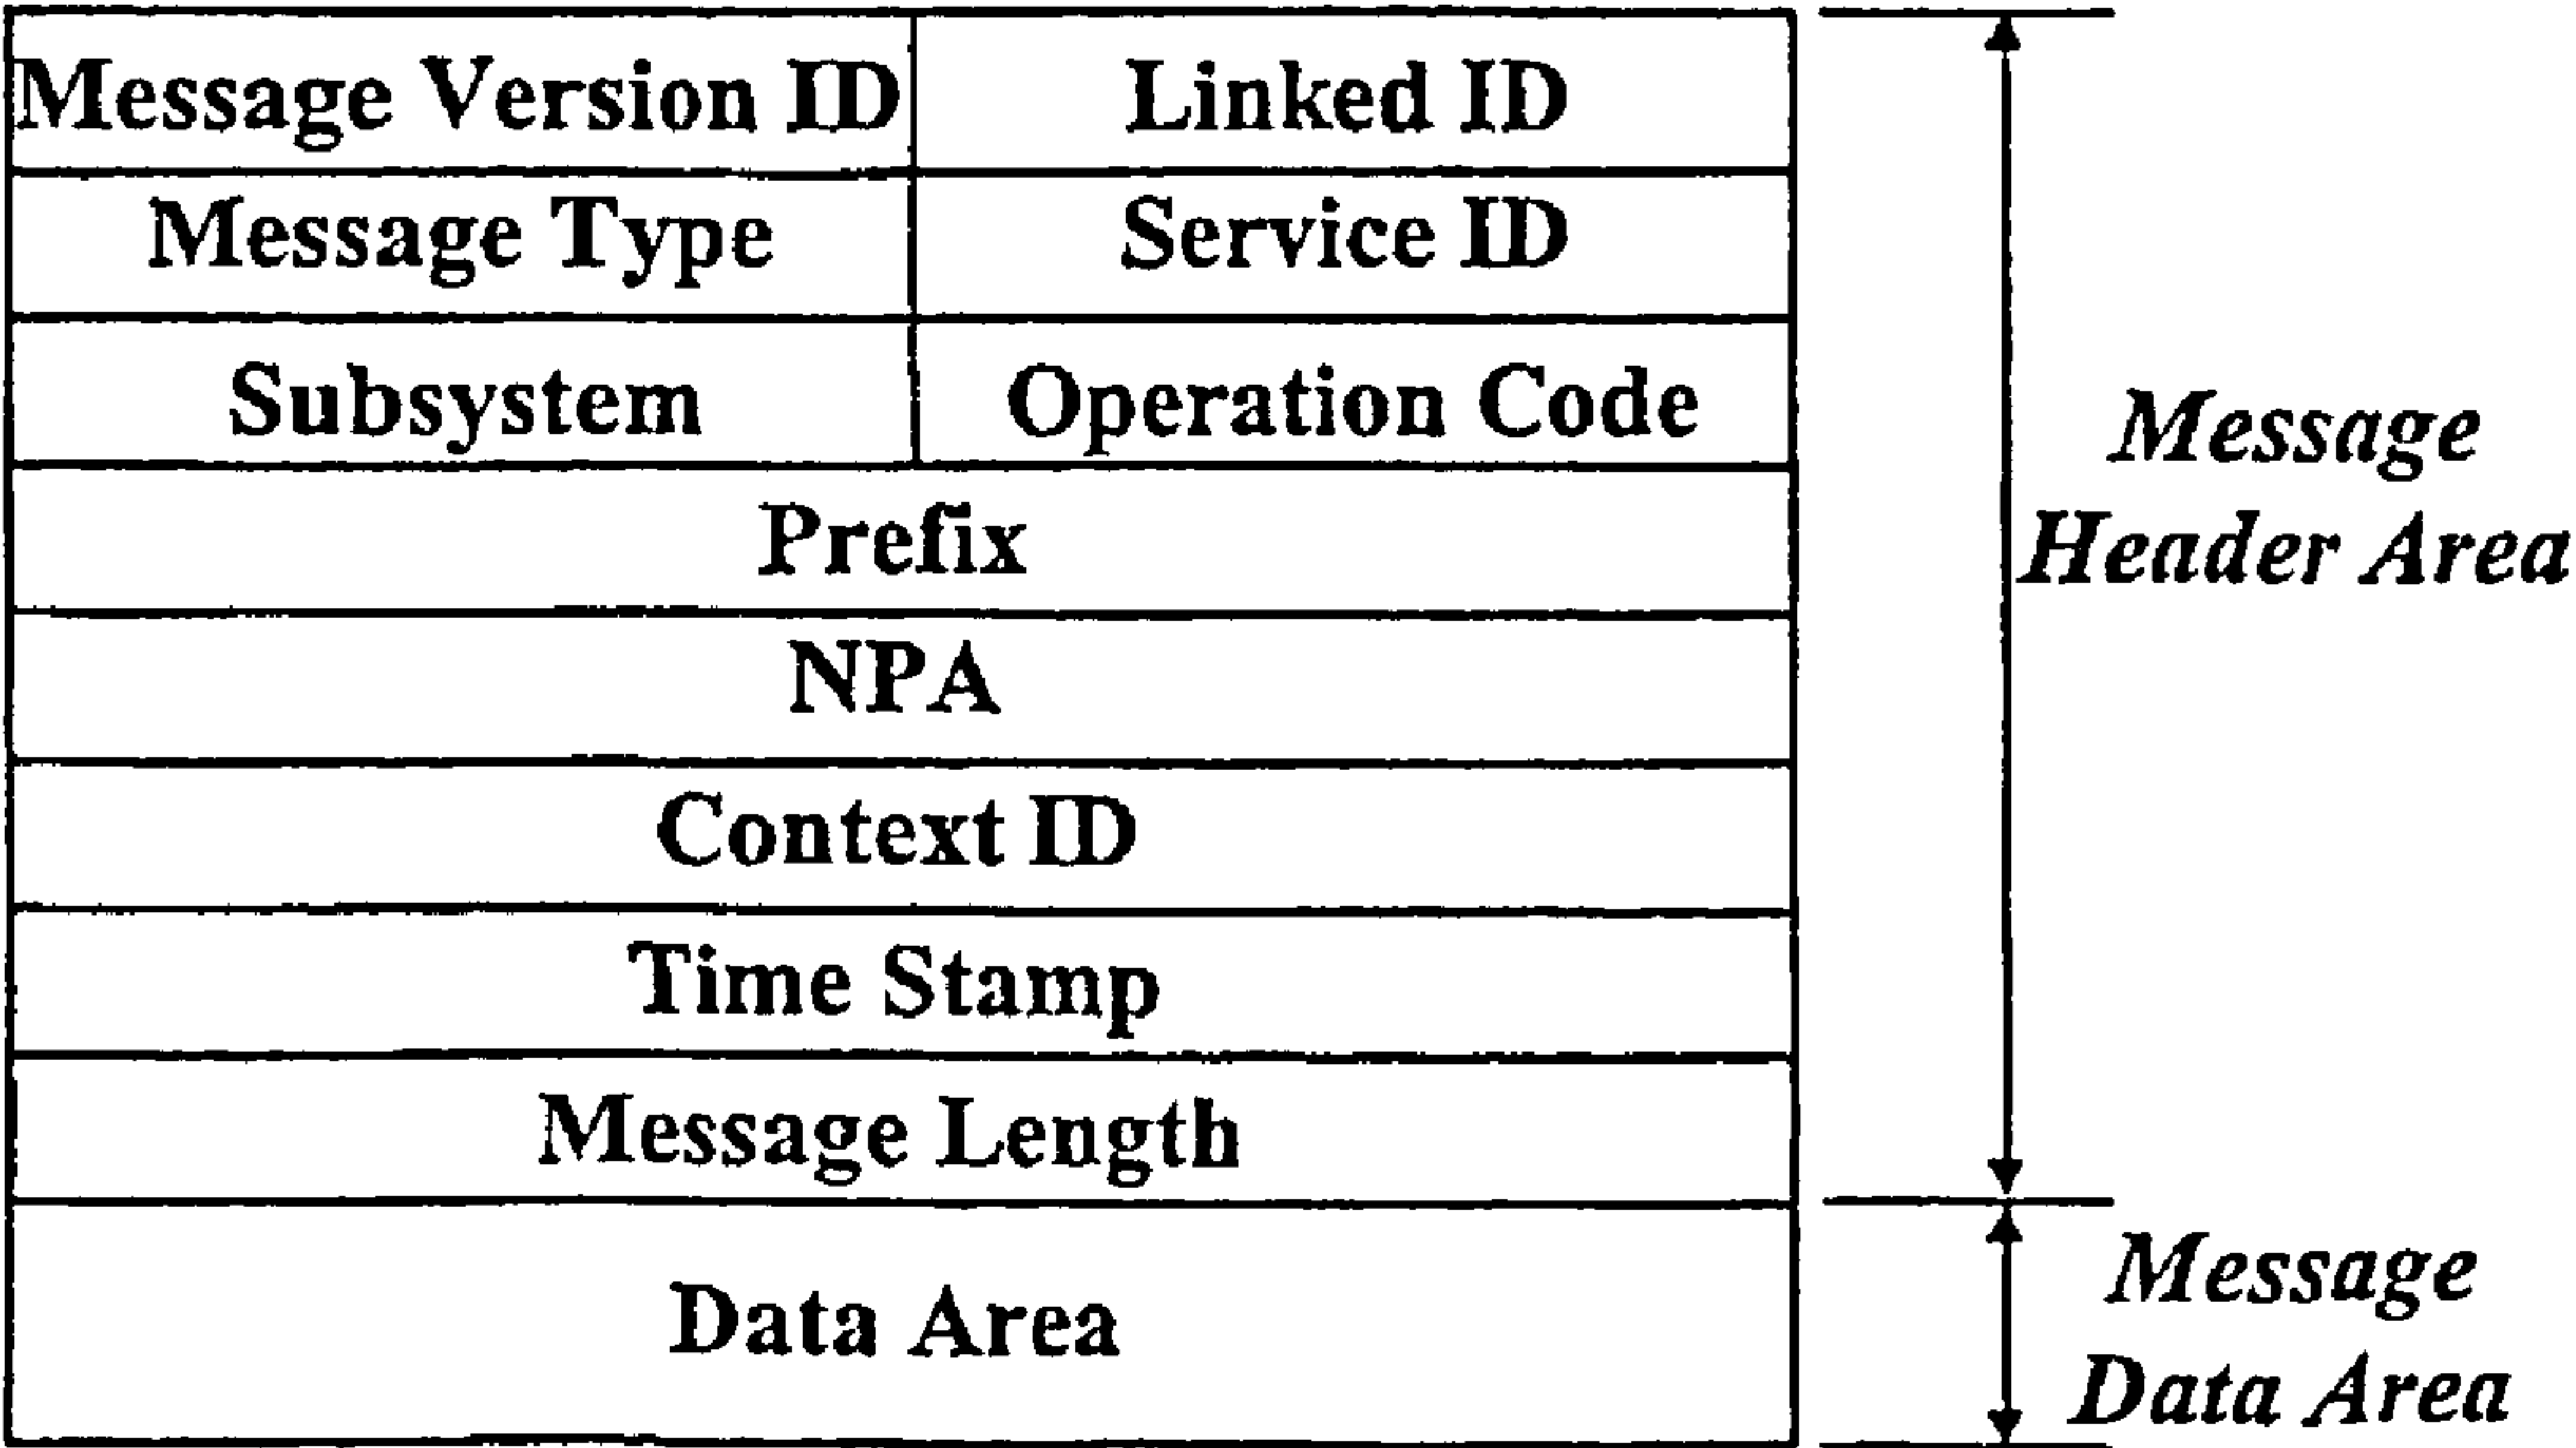 Message Version ID Linked ID
Message Type Service ID
Subsystem Operation Code
Prefix
NPA
Context ID
Time Stamp
Message Length
Data Area
Message
Header Area
Message
Data Area